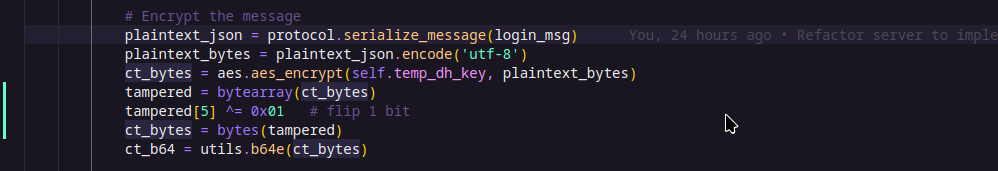 # Encrypt the message
plaintext_json = protocol.serialize_message(login_msg) You, 24 hours ago • Refactor server to imple
plaintext_bytes = plaintext_json.encode('utf-8')
ct_bytes = aes.aes_encrypt(self.temp_dh_key, plaintext_bytes)
tampered = bytearray(ct_bytes)
tampered[5] ^= 0x01 # flip 1 bit
ct_bytes = bytes(tampered)
ct_b64 = utils.b64e(ct_bytes)